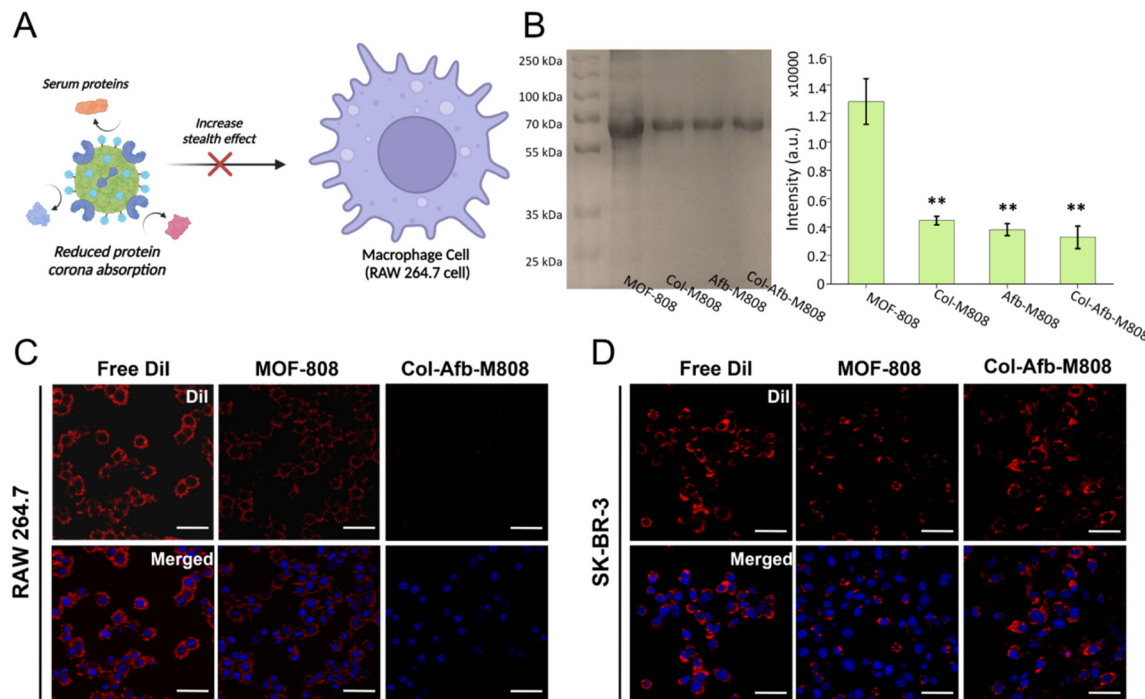 A
Serum proteins
Increase
stealth effect
Reduced protein
corona absorption
Macrophage Cell
(RAW 264.7 cell)
B
250 kDa
100 kDa
70 kDa
55 kDa
35 kDa
25 kDa
MOF-808
Col-M808
Afb-M808
Col-Afb-M808
x10000
Intensity (a.u.)
1.6
1.4
1.2
1
0.8
0.6
0.4
0.2
0
**
**
**
MOF-808
Col-M808
Afb-M808
Col-Afb-M808
C
Free DiI
MOF-808
Col-Afb-M808
RAW 264.7
DiI
Merged
D
Free DiI
MOF-808
Col-Afb-M808
SK-BR-3
DiI
Merged